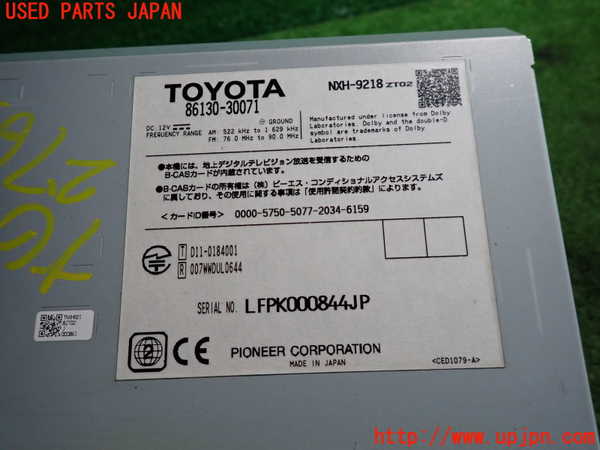 USED PARTS JAPAN
TOYOTA
86130-30071
NXH-9218 ZT02
DC 12V
GROUND
FREQUENCY RANGE
AM: 522 kHz to 1 629 kHz
FM: 76.0 MHz to 90.0 MHz
Manufactured under license from Dolby
Laboratories. Dolby and the double-D
symbol are trademarks of Dolby
Laboratories.
●本機には、地上デジタルテレビジョン放送を受信するための
B-CASカードが内蔵されています。
●B-CASカードの所有権は(株)ビーエス・コンディショナルアクセスシステムズ
に属しており、その使用に関する事項は「使用許諾契約約款」によります。
<カードID番号> 0000-5750-5077-2034-6159
T D11-0184001
R 007WWDUL0644
SERIAL NO. LFPK000844JP
PIONEER CORPORATION
MADE IN JAPAN
<CED1079-A>
http://www.upjpn.com/